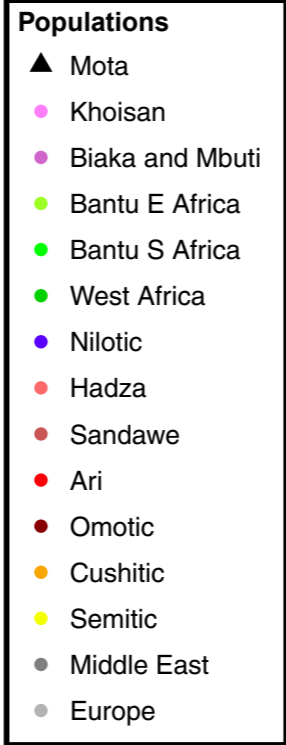 Populations
Mota
Khoisan
Biaka and Mbuti
Bantu E Africa
Bantu S Africa
West Africa
Nilotic
Hadza
Sandawe
Ari
Omotic
Cushitic
Semitic
Middle East
Europe